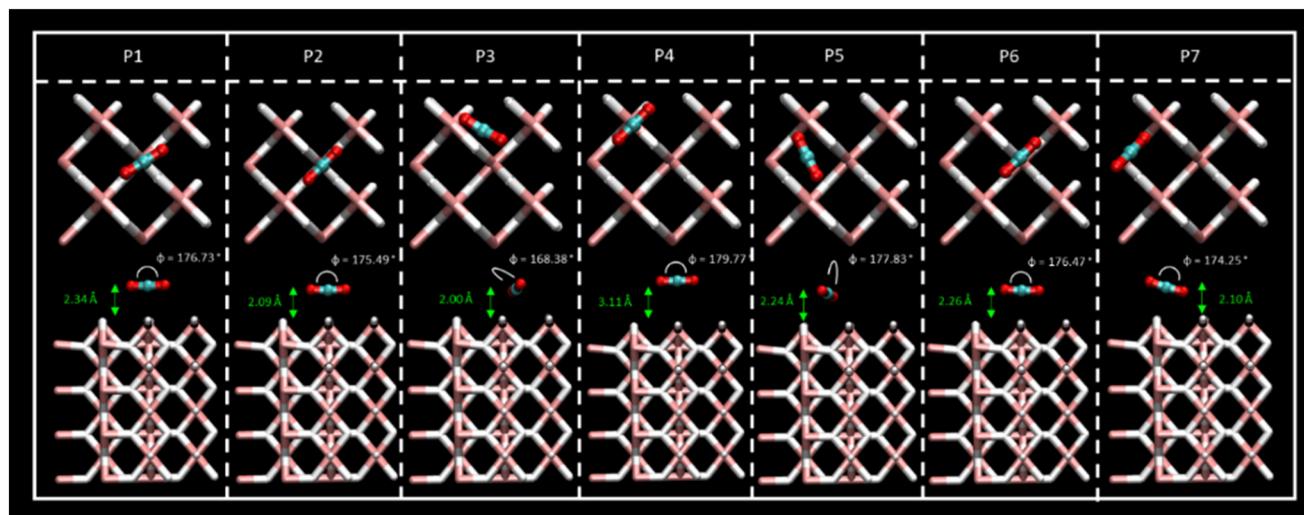 P1 P2 P3 P4 P5 P6 P7
ϕ = 176.73° ϕ = 175.49° ϕ = 168.38° ϕ = 179.77° ϕ = 177.83° ϕ = 176.47° ϕ = 174.25°
2.34 Å 2.09 Å 2.00 Å 3.11 Å 2.24 Å 2.26 Å 2.10 Å